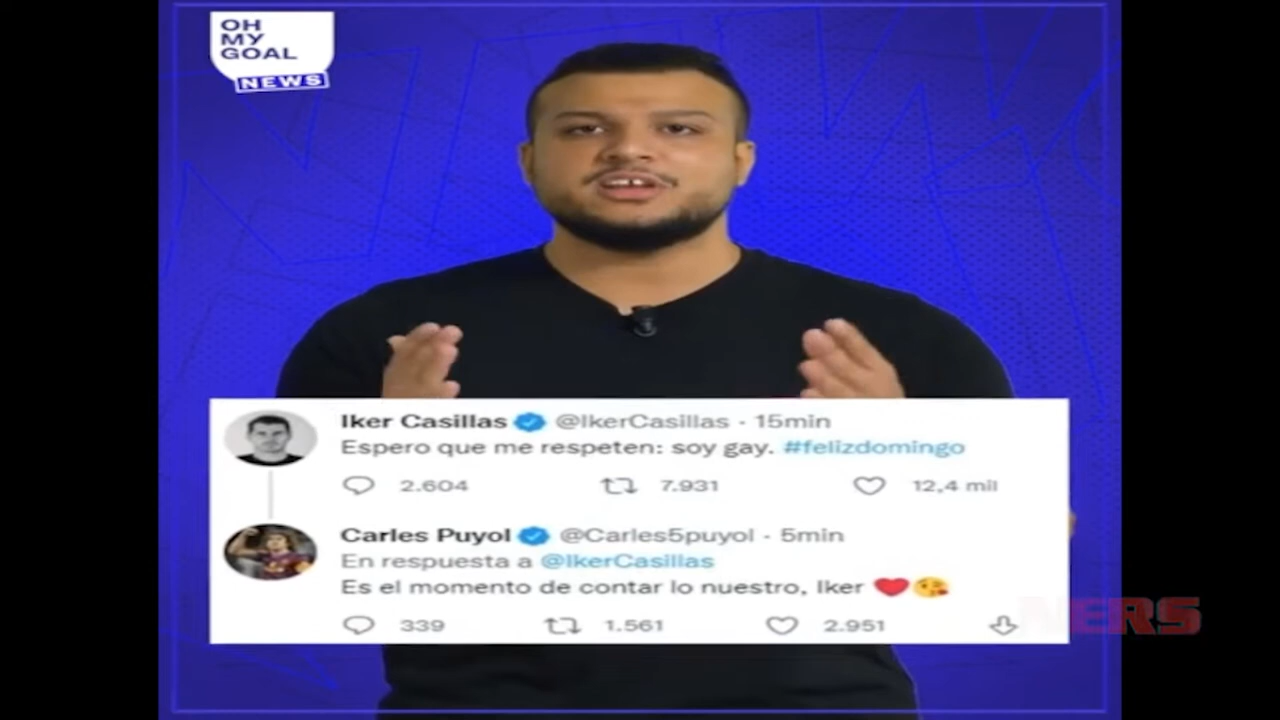 OH
MY
GOAL
NEWS
Iker Casillas @IkerCasillas · 15min
Espero que me respeten: soy gay. #felizdomingo
2.604 7.931 12,4 mil
Carles Puyol @Carles5puyol · 5min
En respuesta a @IkerCasillas
Es el momento de contar lo nuestro, Iker ❤️😘
339 1.561 2.951
NERS